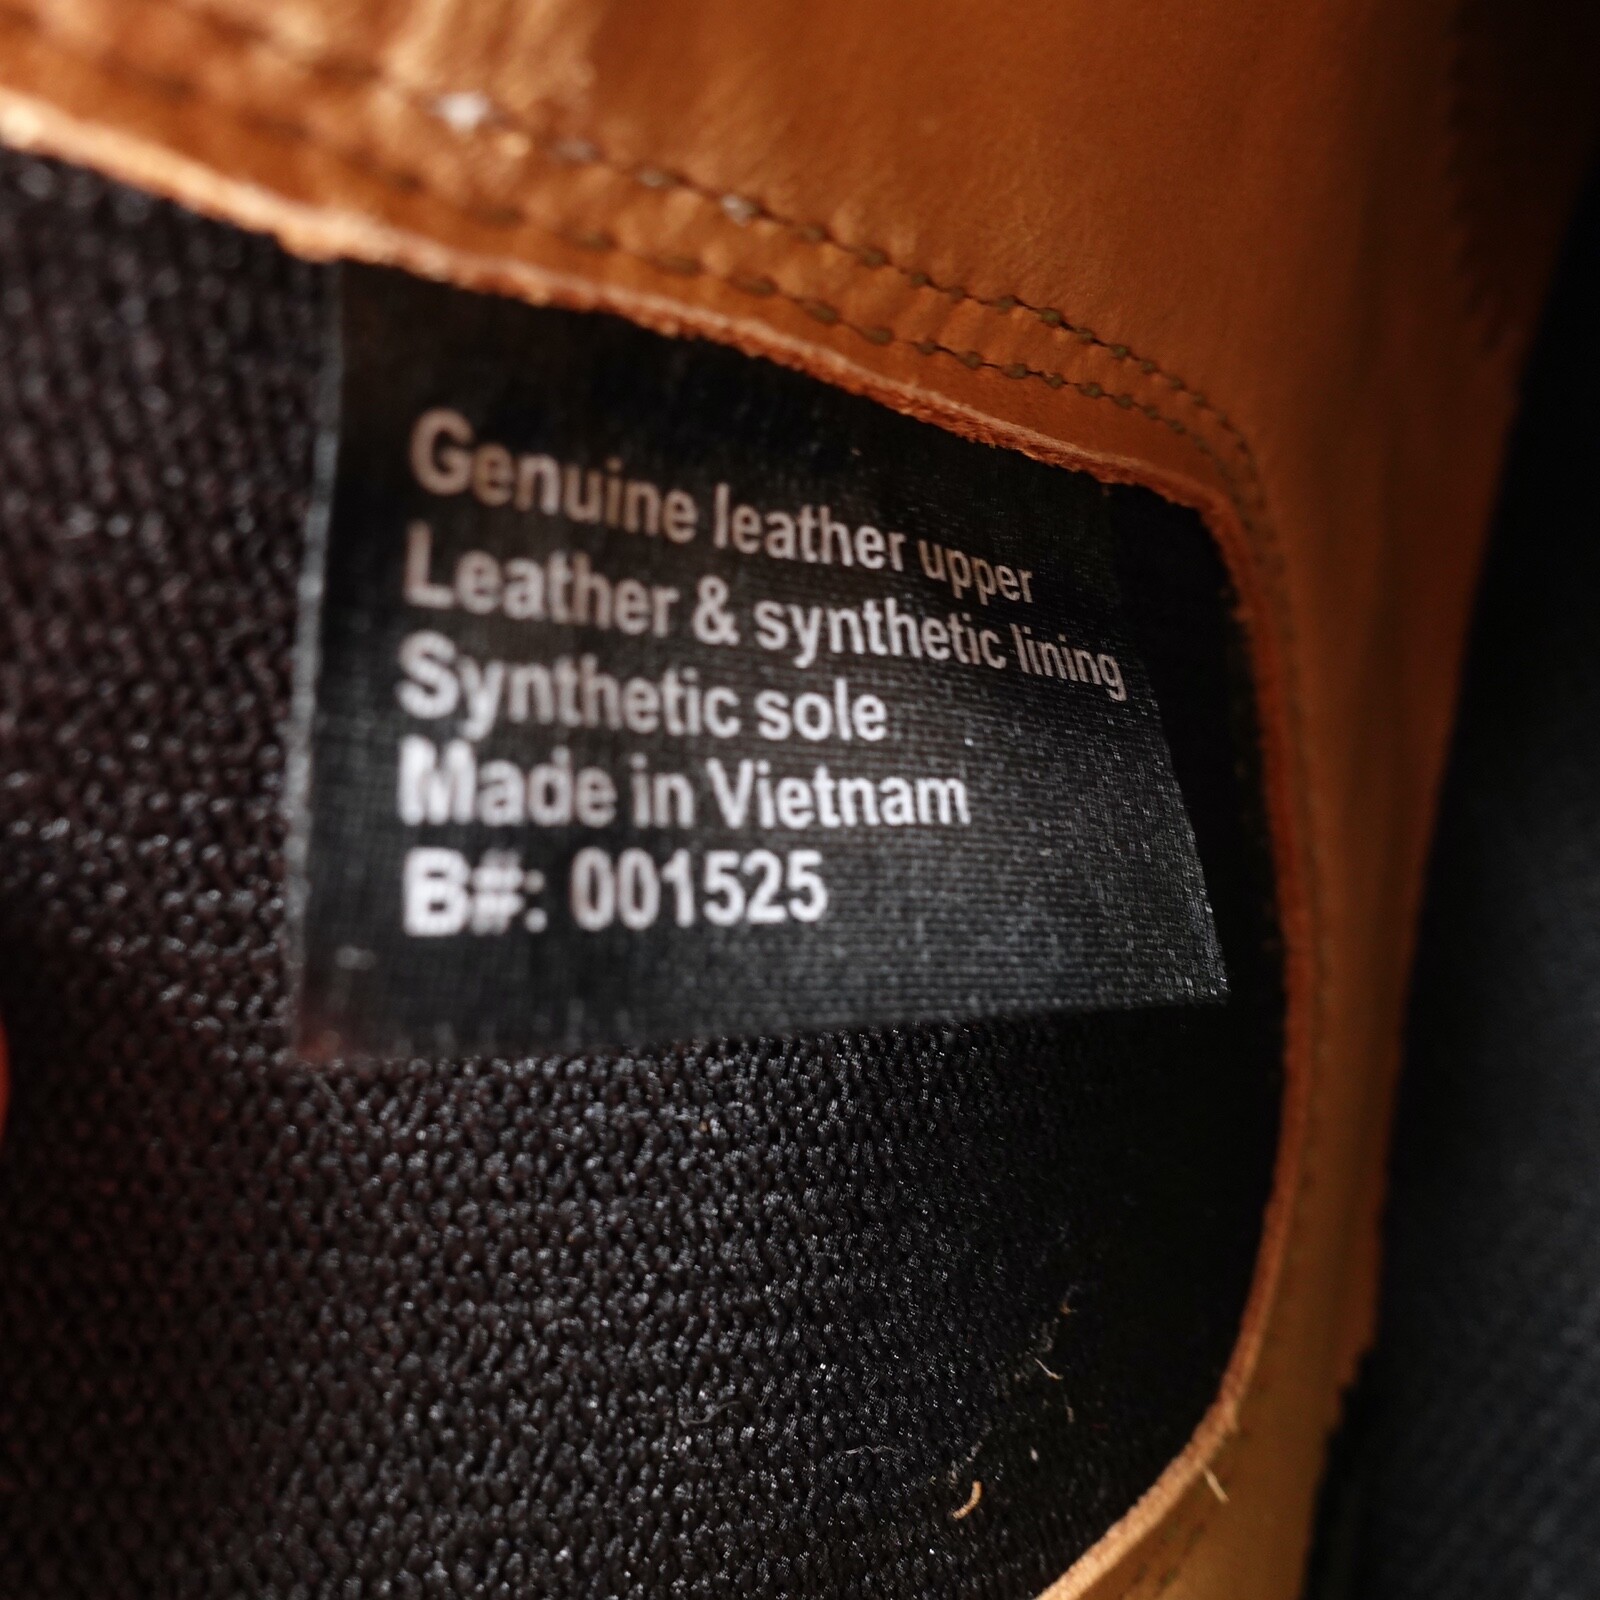 Genuine leather upper
Leather & synthetic lining
Synthetic sole
Made in Vietnam
B#: 001525